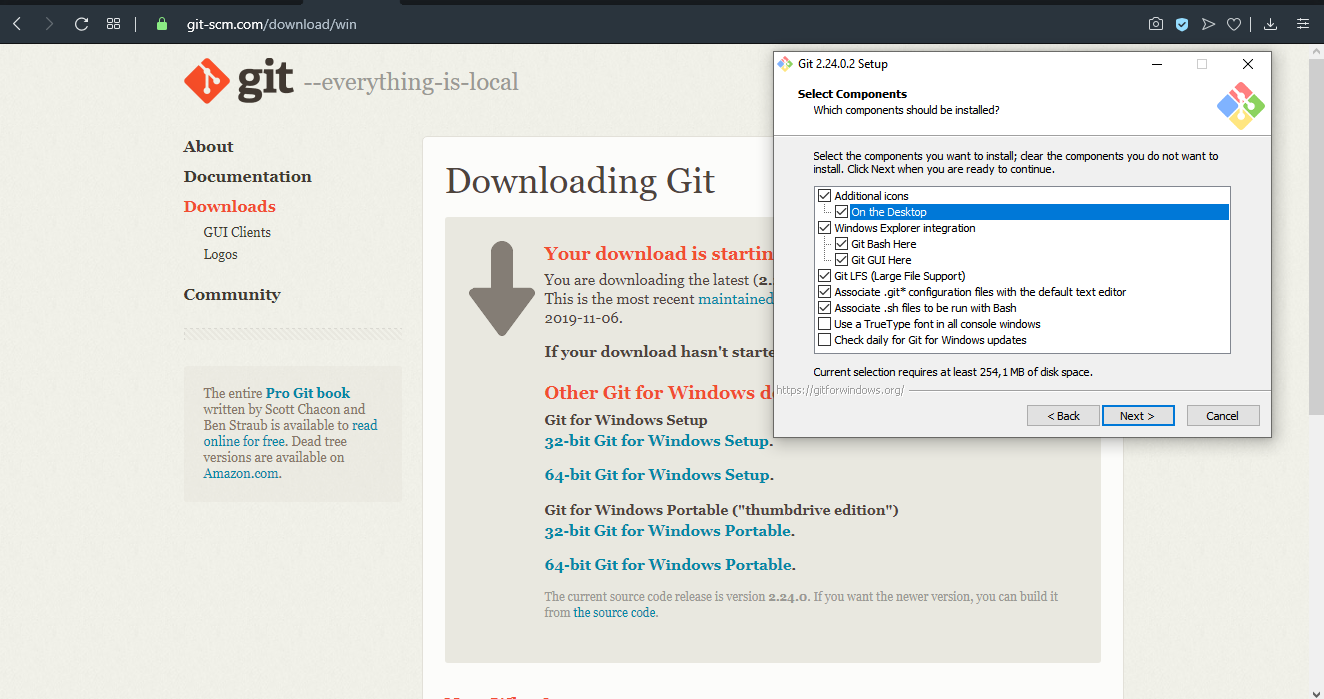 git-scm.com/download/win
git --everything-is-local
About
Documentation
Downloads
GUI Clients
Logos
Community
The entire Pro Git book
written by Scott Chacon and
Ben Straub is available to read
online for free. Dead tree
versions are available on
Amazon.com.
Downloading Git
Your download is startin
You are downloading the latest (2.
This is the most recent maintained
2019-11-06.
If your download hasn't starte
Other Git for Windows d
Git for Windows Setup
32-bit Git for Windows Setup.
64-bit Git for Windows Setup.
Git for Windows Portable ("thumbdrive edition")
32-bit Git for Windows Portable.
64-bit Git for Windows Portable.
The current source code release is version 2.24.0. If you want the newer version, you can build it
from the source code.
Git 2.24.0.2 Setup
Select Components
Which components should be installed?
Select the components you want to install; clear the components you do not want to
install. Click Next when you are ready to continue.
Additional icons
On the Desktop
Windows Explorer integration
Git Bash Here
Git GUI Here
Git LFS (Large File Support)
Associate .git* configuration files with the default text editor
Associate .sh files to be run with Bash
Use a TrueType font in all console windows
Check daily for Git for Windows updates
Current selection requires at least 254,1 MB of disk space.
https://gitforwindows.org/
< Back
Next >
Cancel